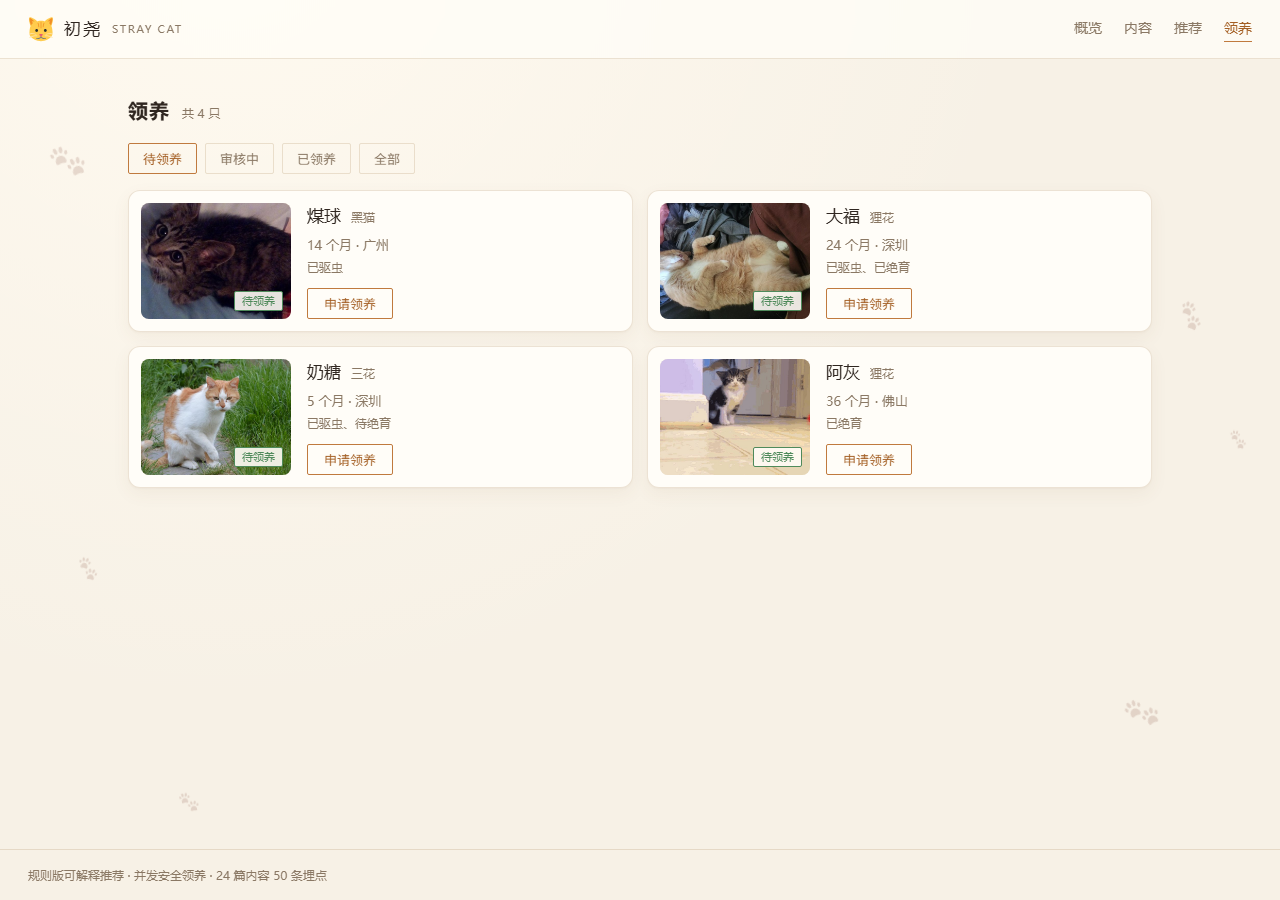 初尧 STRAY CAT
概览 内容 推荐 领养
领养 共 4 只
待领养 审核中 已领养 全部
煤球 黑猫
14 个月 · 广州
已驱虫
待领养
申请领养
大福 狸花
24 个月 · 深圳
已驱虫、已绝育
待领养
申请领养
奶糖 三花
5 个月 · 深圳
已驱虫、待绝育
待领养
申请领养
阿灰 狸花
36 个月 · 佛山
已绝育
待领养
申请领养
规则版可解释推荐 · 并发安全领养 · 24 篇内容 50 条埋点